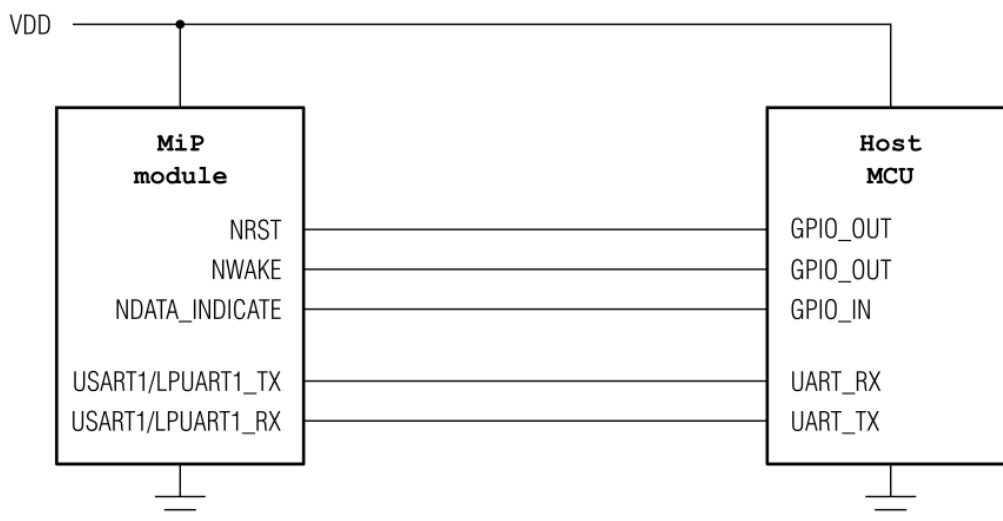 VDD
MiP
module
NRST
NWAKE
NDATA_INDICATE
USART1/LPUART1_TX
USART1/LPUART1_RX
Host
MCU
GPIO_OUT
GPIO_OUT
GPIO_IN
UART_RX
UART_TX